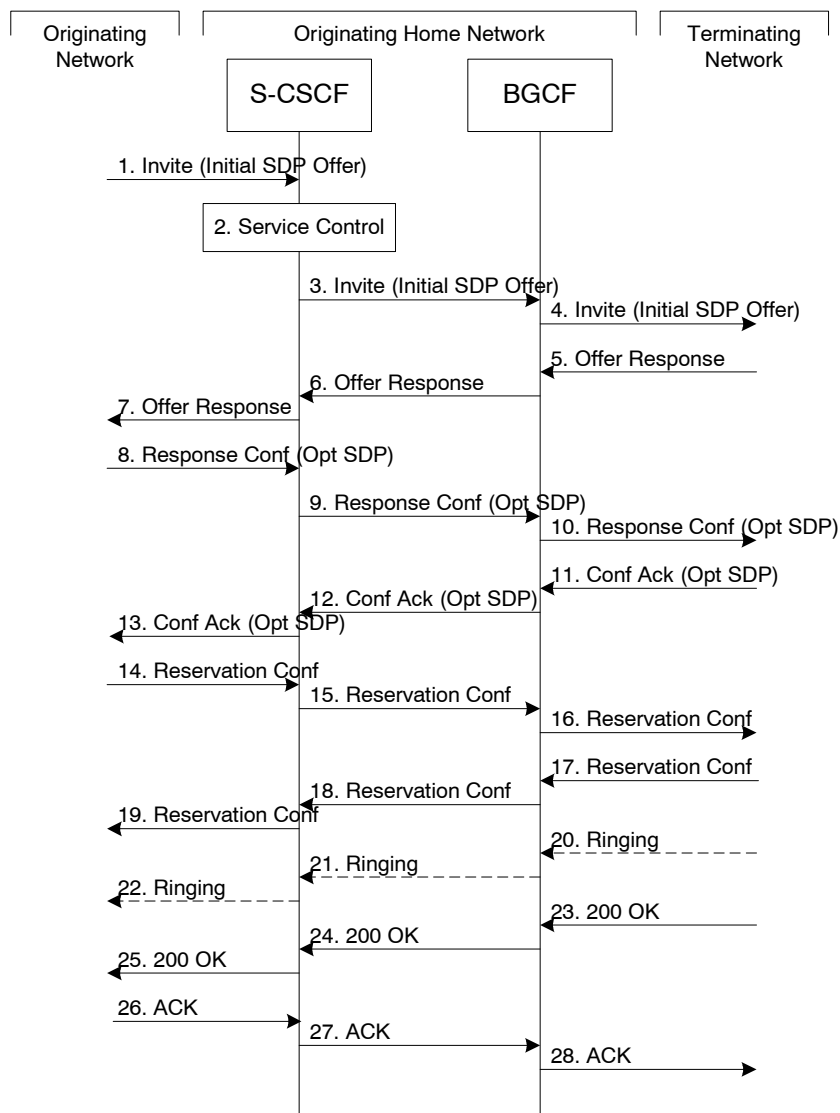 Originating
Network
Originating Home Network
Terminating
Network
S-CSCF
BGCF
1. Invite (Initial SDP Offer)
2. Service Control
3. Invite (Initial SDP Offer)
4. Invite (Initial SDP Offer)
5. Offer Response
6. Offer Response
7. Offer Response
8. Response Conf (Opt SDP)
9. Response Conf (Opt SDP)
10. Response Conf (Opt SDP)
11. Conf Ack (Opt SDP)
12. Conf Ack (Opt SDP)
13. Conf Ack (Opt SDP)
14. Reservation Conf
15. Reservation Conf
16. Reservation Conf
17. Reservation Conf
18. Reservation Conf
19. Reservation Conf
20. Ringing
21. Ringing
22. Ringing
23. 200 OK
24. 200 OK
25. 200 OK
26. ACK
27. ACK
28. ACK